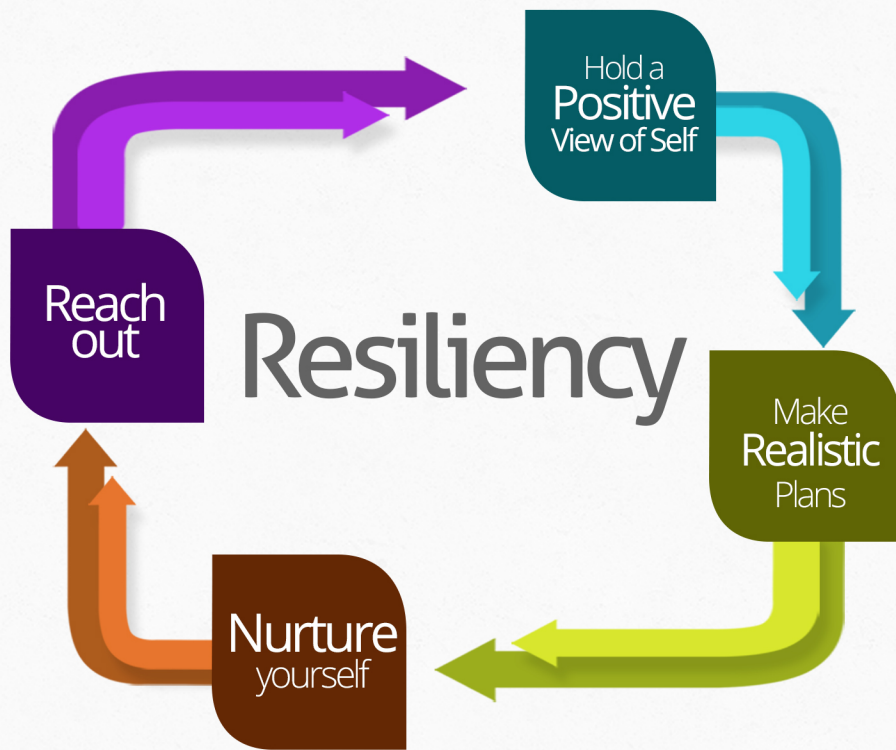 Hold a
Positive
View of Self
Reach
out
Resiliency
Make
Realistic
Plans
Nurture
yourself